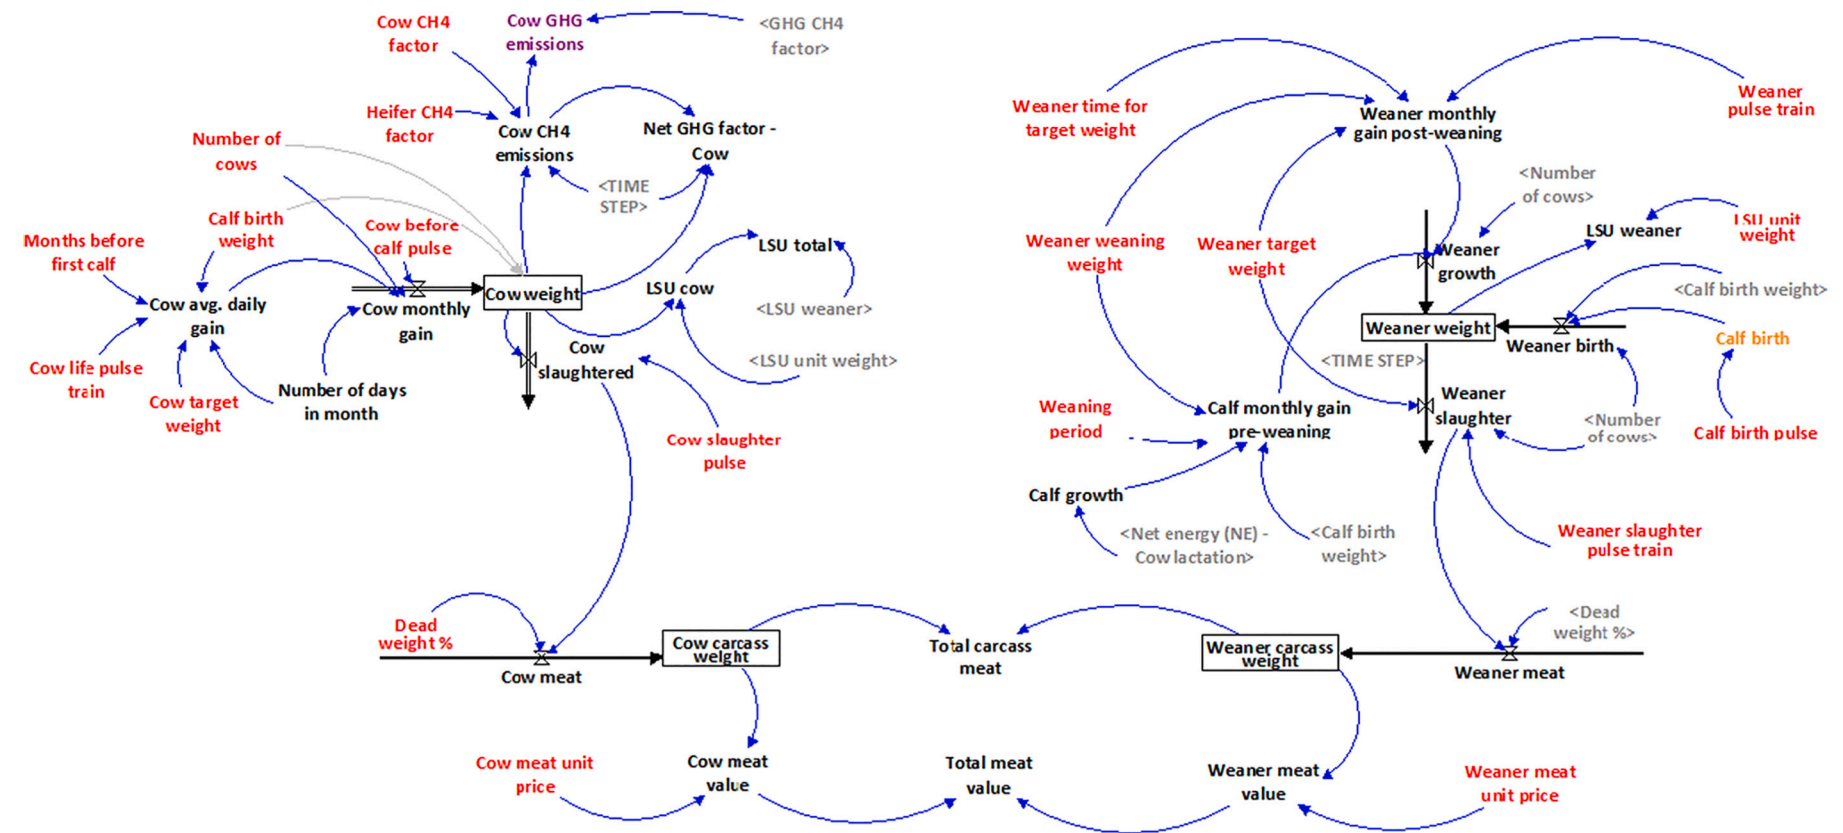 Cow CH4
factor
Cow GHG
emissions
<GHG CH4
factor>
Heifer CH4
factor
Cow CH4
emissions
Net GHG factor -
Cow
Number of
cows
<TIME
STEP>
Calf birth
weight
Cow before
calf pulse
Months before
first calf
LSU total
Cow avg. daily
gain
Cow monthly
gain
Cow weight
LSU cow
<LSU weaner>
Cow life pulse
train
Cow target
weight
Number of days
in month
Cow
slaughtered
<LSU unit weight>
Cow slaughter
pulse
Weaner time for
target weight
Weaner monthly
gain post-weaning
Weaner
pulse train
<Number
of cows>
Weaner weaning
weight
Weaner target
weight
Weaner
growth
LSU weaner
LSU unit
weight
<Calf birth weight>
Weaner weight
Weaner birth
Calf birth
<TIME STEP>
Weaning
period
Calf monthly gain
pre-weaning
Weaner
slaughter
<Number
of cows>
Calf birth pulse
Calf growth
<Net energy (NE) -
Cow lactation>
<Calf birth
weight>
Weaner slaughter
pulse train
Dead
weight %
Cow meat
Cow carcass
weight
Total carcass
meat
Weaner carcass
weight
Weaner meat
<Dead
weight %>
Cow meat unit
price
Cow meat
value
Total meat
value
Weaner meat
value
Weaner meat
unit price